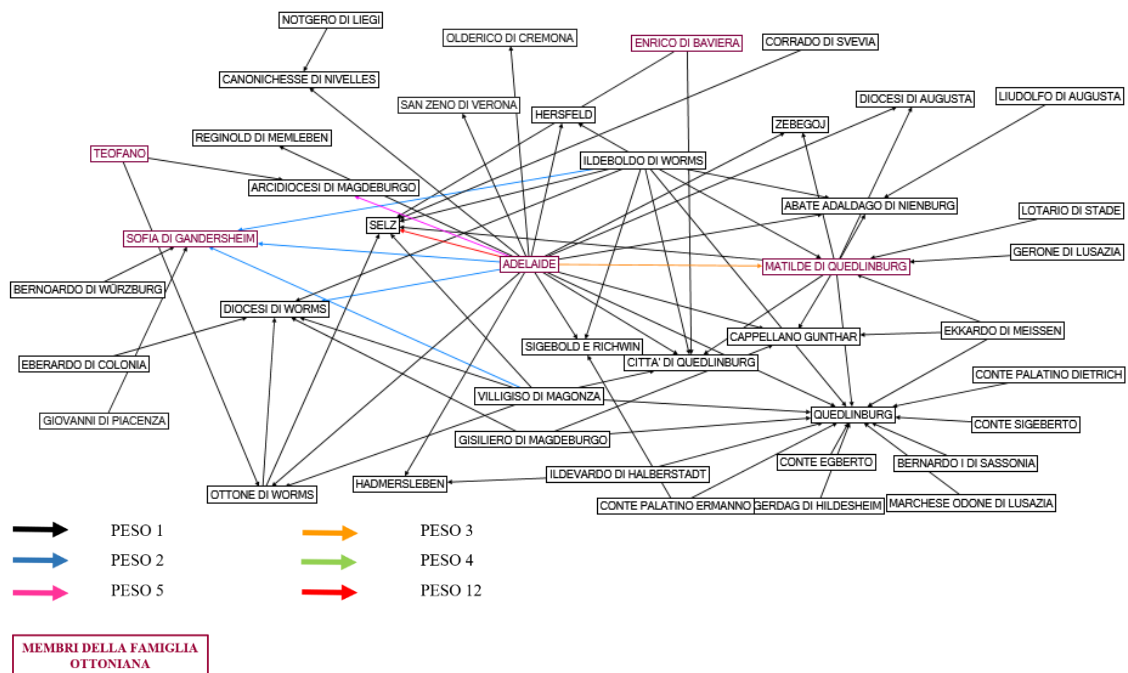 NOTGERO DI LIEGI
OLDERICO DI CREMONA
ENRICO DI BAVIERA
CORRADO DI SVEVIA
CANONICHESSE DI NIVELLES
SAN ZENO DI VERONA
HERSFELD
DIOCESI DI AUGUSTA
LIUDOLFO DI AUGUSTA
REGINOLD DI MEMLEBEN
ZEBEGOJ
TEOFANO
ILDEBOLDO DI WORMS
ARCIDIOCESI DI MAGDEBURGO
ABATE ADALDAGO DI NIENBURG
LOTARIO DI STADE
SELZ
SOFIA DI GANDERSHEIM
GERONE DI LUSAZIA
ADELAIDE
MATILDE DI QUEDLINBURG
BERNOARDO DI WÜRZBURG
DIOCESI DI WORMS
EKKARDO DI MEISSEN
CAPPELLANO GUNTHAR
SIGEBOLD E RICHWIN
CITTA' DI QUEDLINBURG
EBERARDO DI COLONIA
CONTE PALATINO DIETRICH
VILLIGISO DI MAGONZA
QUEDLINBURG
GIOVANNI DI PIACENZA
CONTE SIGEBERTO
GISILIERO DI MAGDEBURGO
CONTE EGBERTO
BERNARDO I DI SASSONIA
ILDEVARDO DI HALBERSTADT
HADMERSLEBEN
OTTONE DI WORMS
CONTE PALATINO ERMANNO
GERDAG DI HILDESHEIM
MARCHESE ODONE DI LUSAZIA
PESO 1
PESO 3
PESO 2
PESO 4
PESO 5
PESO 12
MEMBRI DELLA FAMIGLIA
OTTONIANA